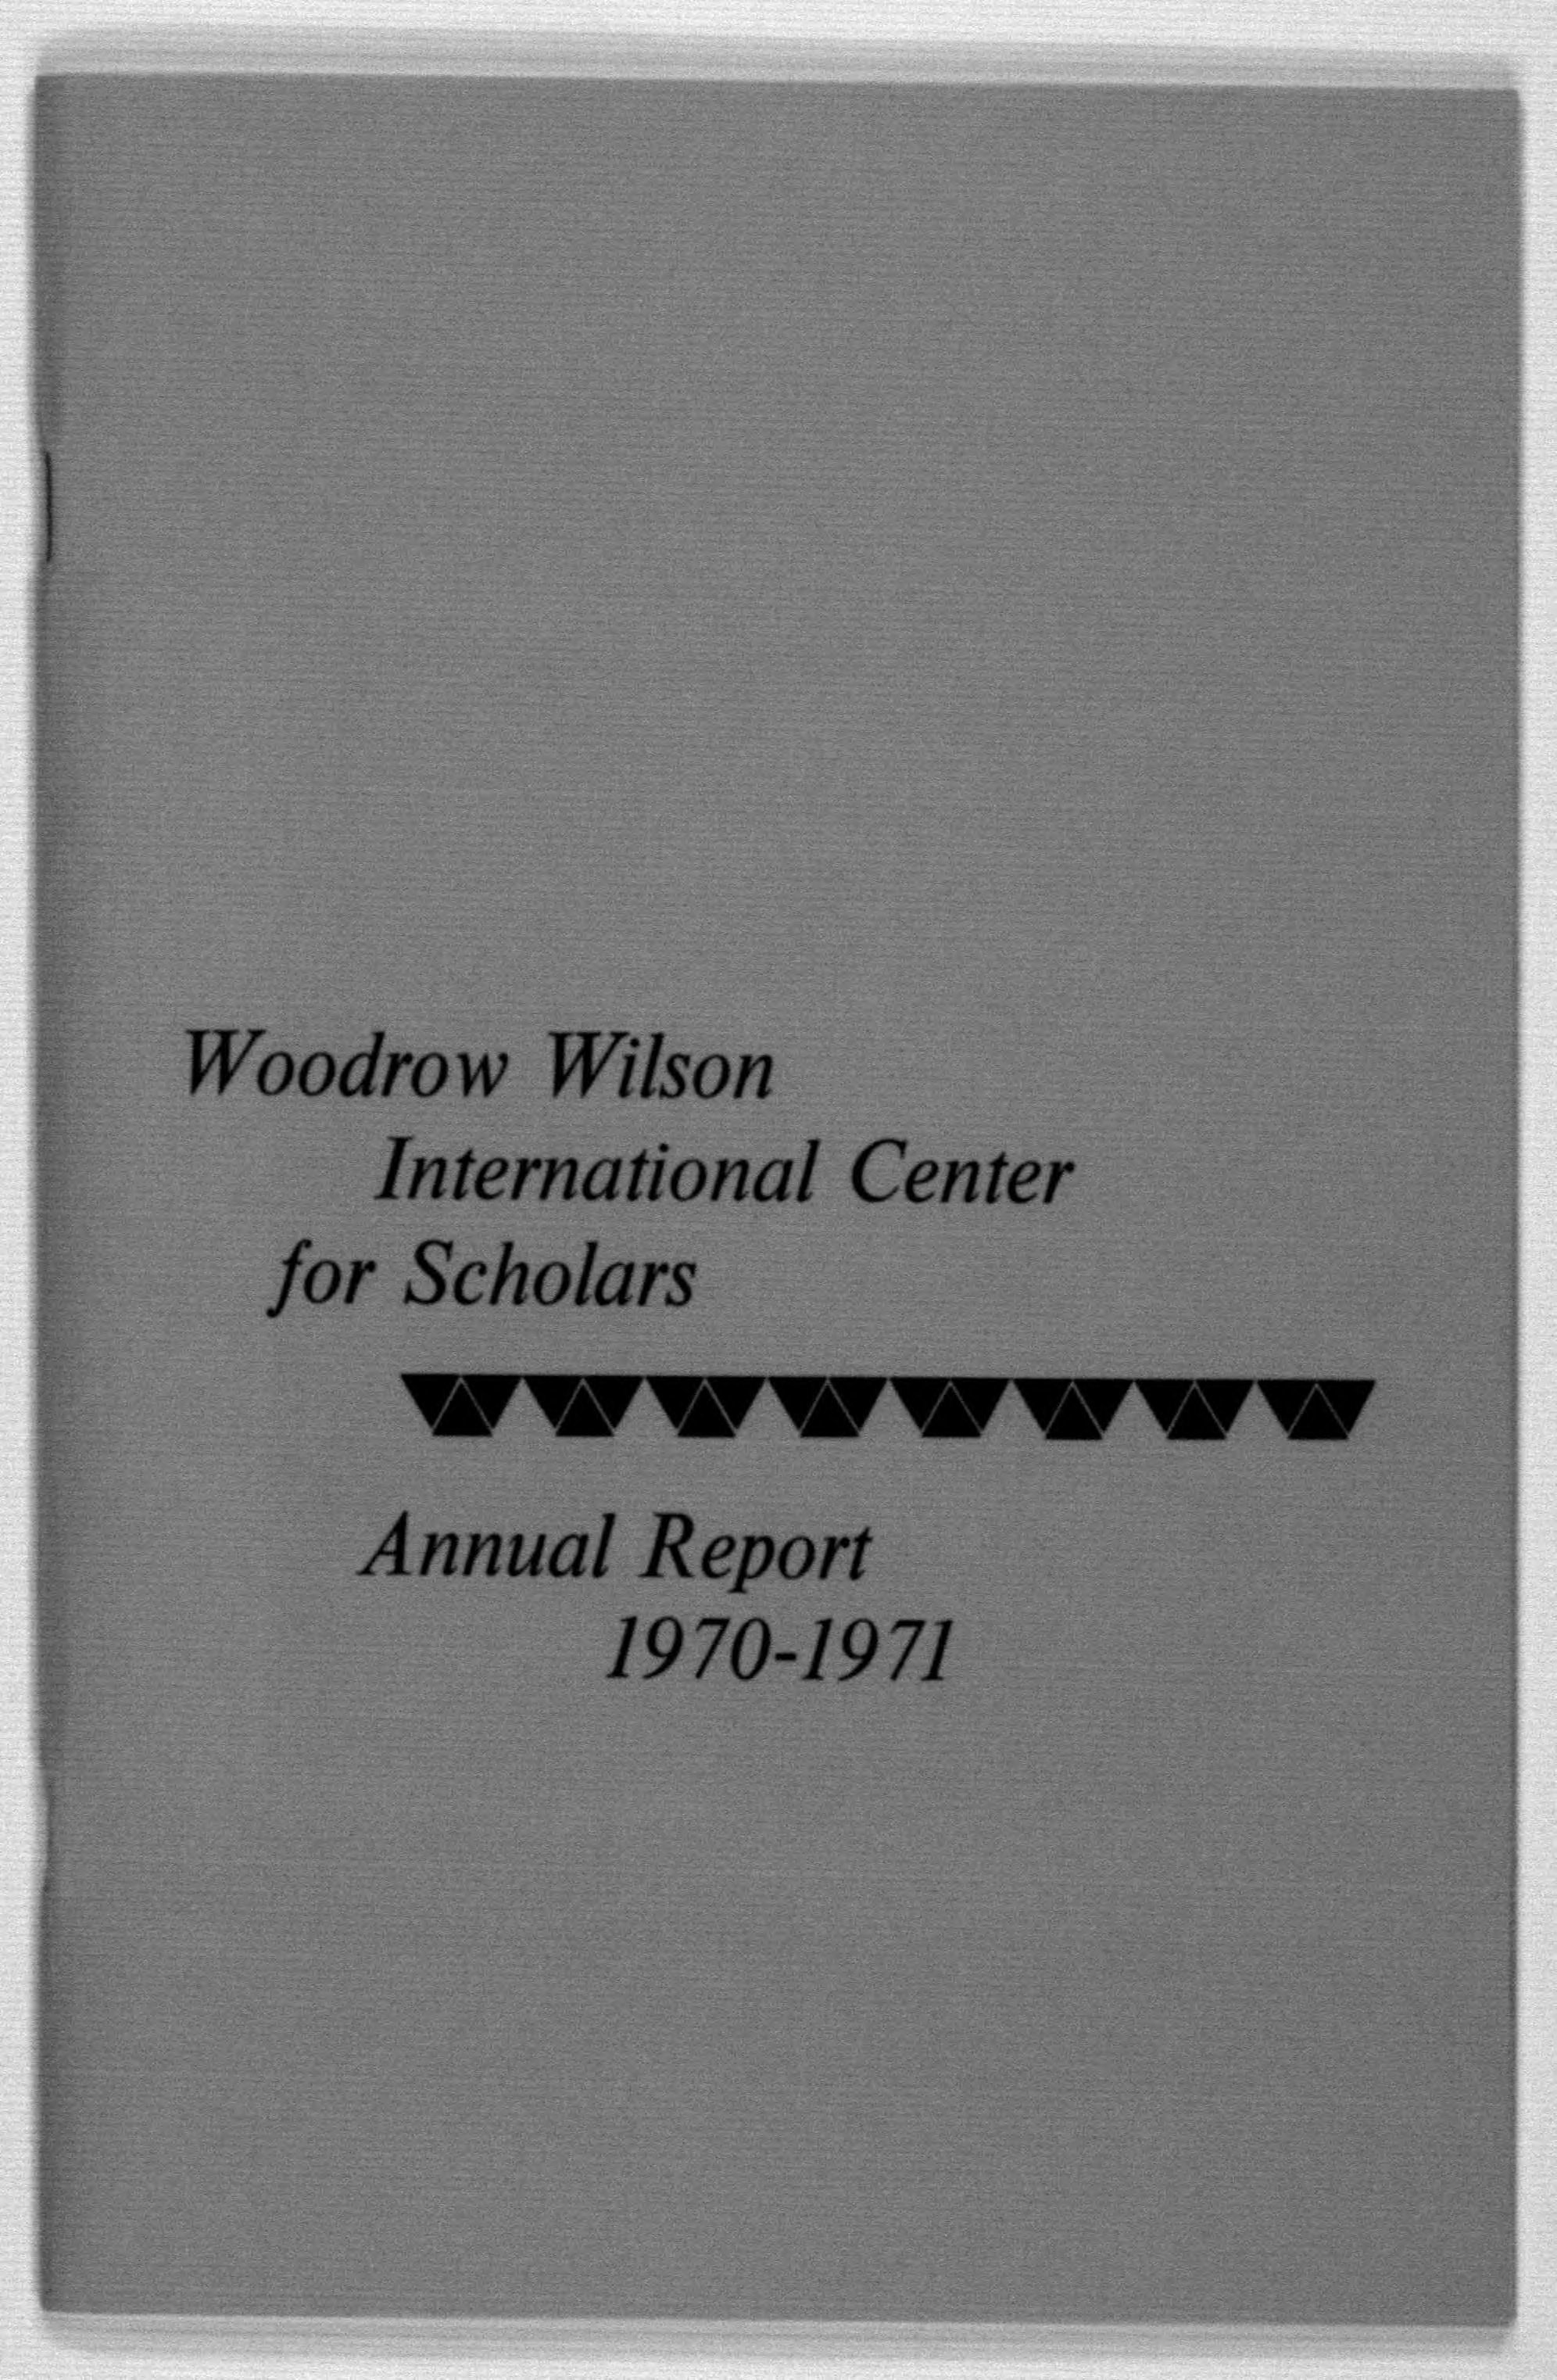 Woodrow Wilson
International Center
for Scholars
Annual Report
1970-1971